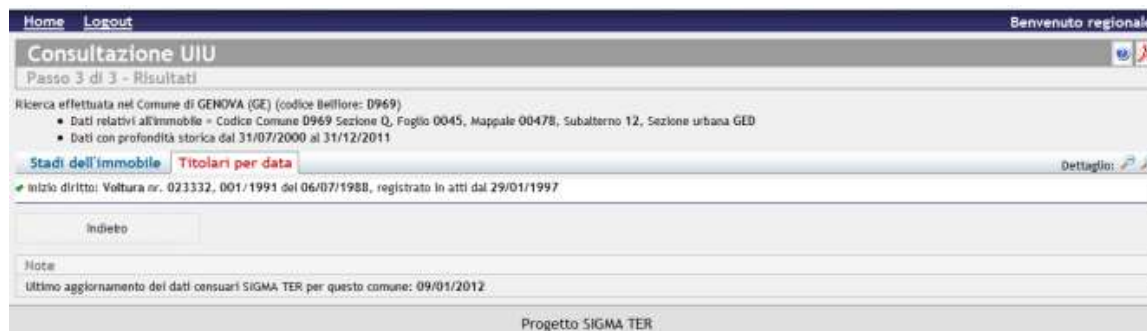 Home Logout Benvenuto regionale
Consultazione UIU
Passo 3 di 3 - Risultati
Ricerca effettuata nel Comune di GENOVA (GE) (codice Belfiore: D969)
• Dati relativi all'immobile = Codice Comune D969 Sezione Q, Foglio 0045, Mappale 00478, Subalterno 12, Sezione urbana GED
• Dati con profondità storica dal 31/07/2000 al 31/12/2011
Stadi dell'immobile Titolari per data Dettaglio:
Inizio diritto: Voltura nr. 023332, 001/1991 del 06/07/1988, registrato in atti dal 29/01/1997
Indietro
Note
Ultimo aggiornamento dei dati censuari SIGMA TER per questo comune: 09/01/2012
Progetto SIGMA TER